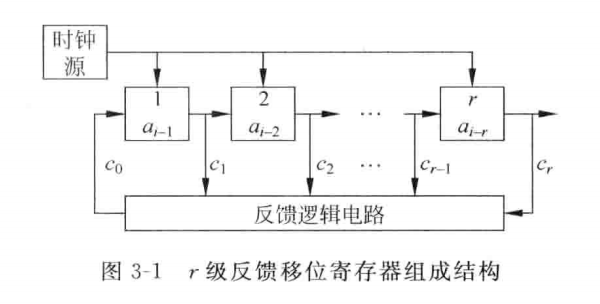 时钟
源
1 2 r
a_{i-1} a_{i-2} … a_{i-r}
c_0 c_1 c_2 … c_{r-1} c_r
反馈逻辑电路
图 3-1 r 级反馈移位寄存器组成结构